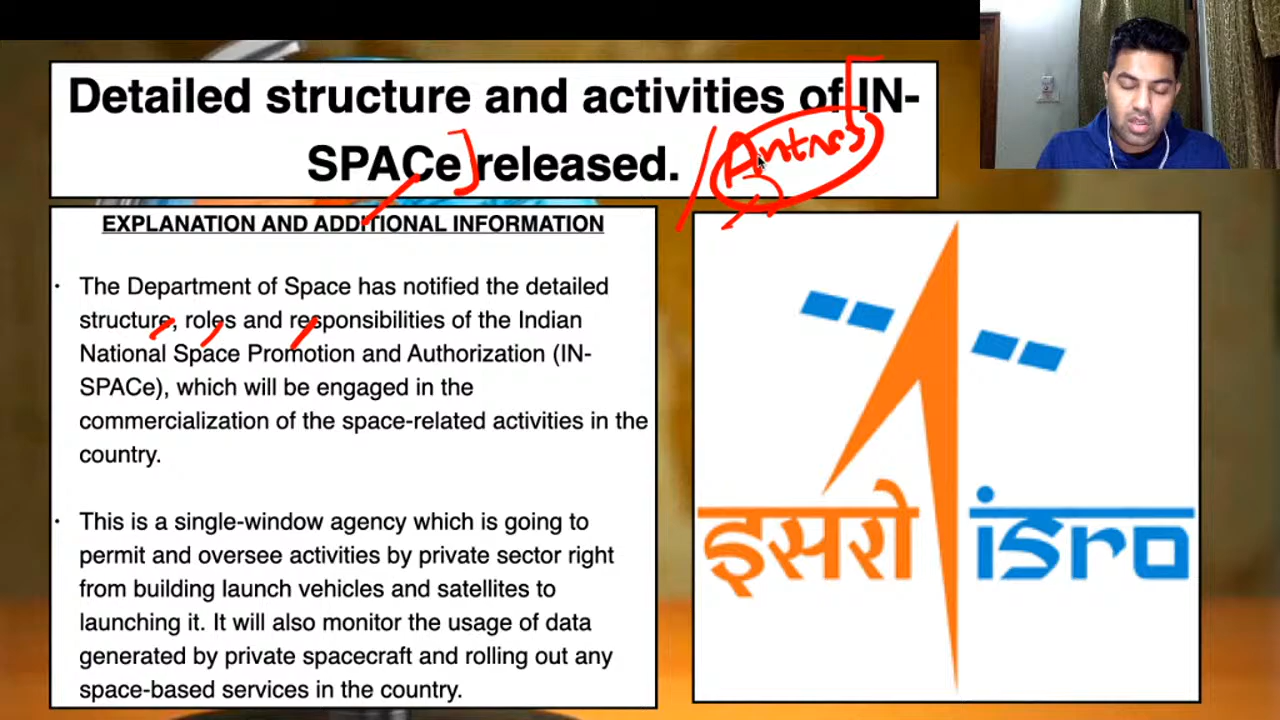 Detailed structure and activities of IN-
SPACe released.
Antrax
EXPLANATION AND ADDITIONAL INFORMATION
· The Department of Space has notified the detailed
structure, roles and responsibilities of the Indian
National Space Promotion and Authorization (IN-
SPACe), which will be engaged in the
commercialization of the space-related activities in the
country.
· This is a single-window agency which is going to
permit and oversee activities by private sector right
from building launch vehicles and satellites to
launching it. It will also monitor the usage of data
generated by private spacecraft and rolling out any
space-based services in the country.
इसरो isro